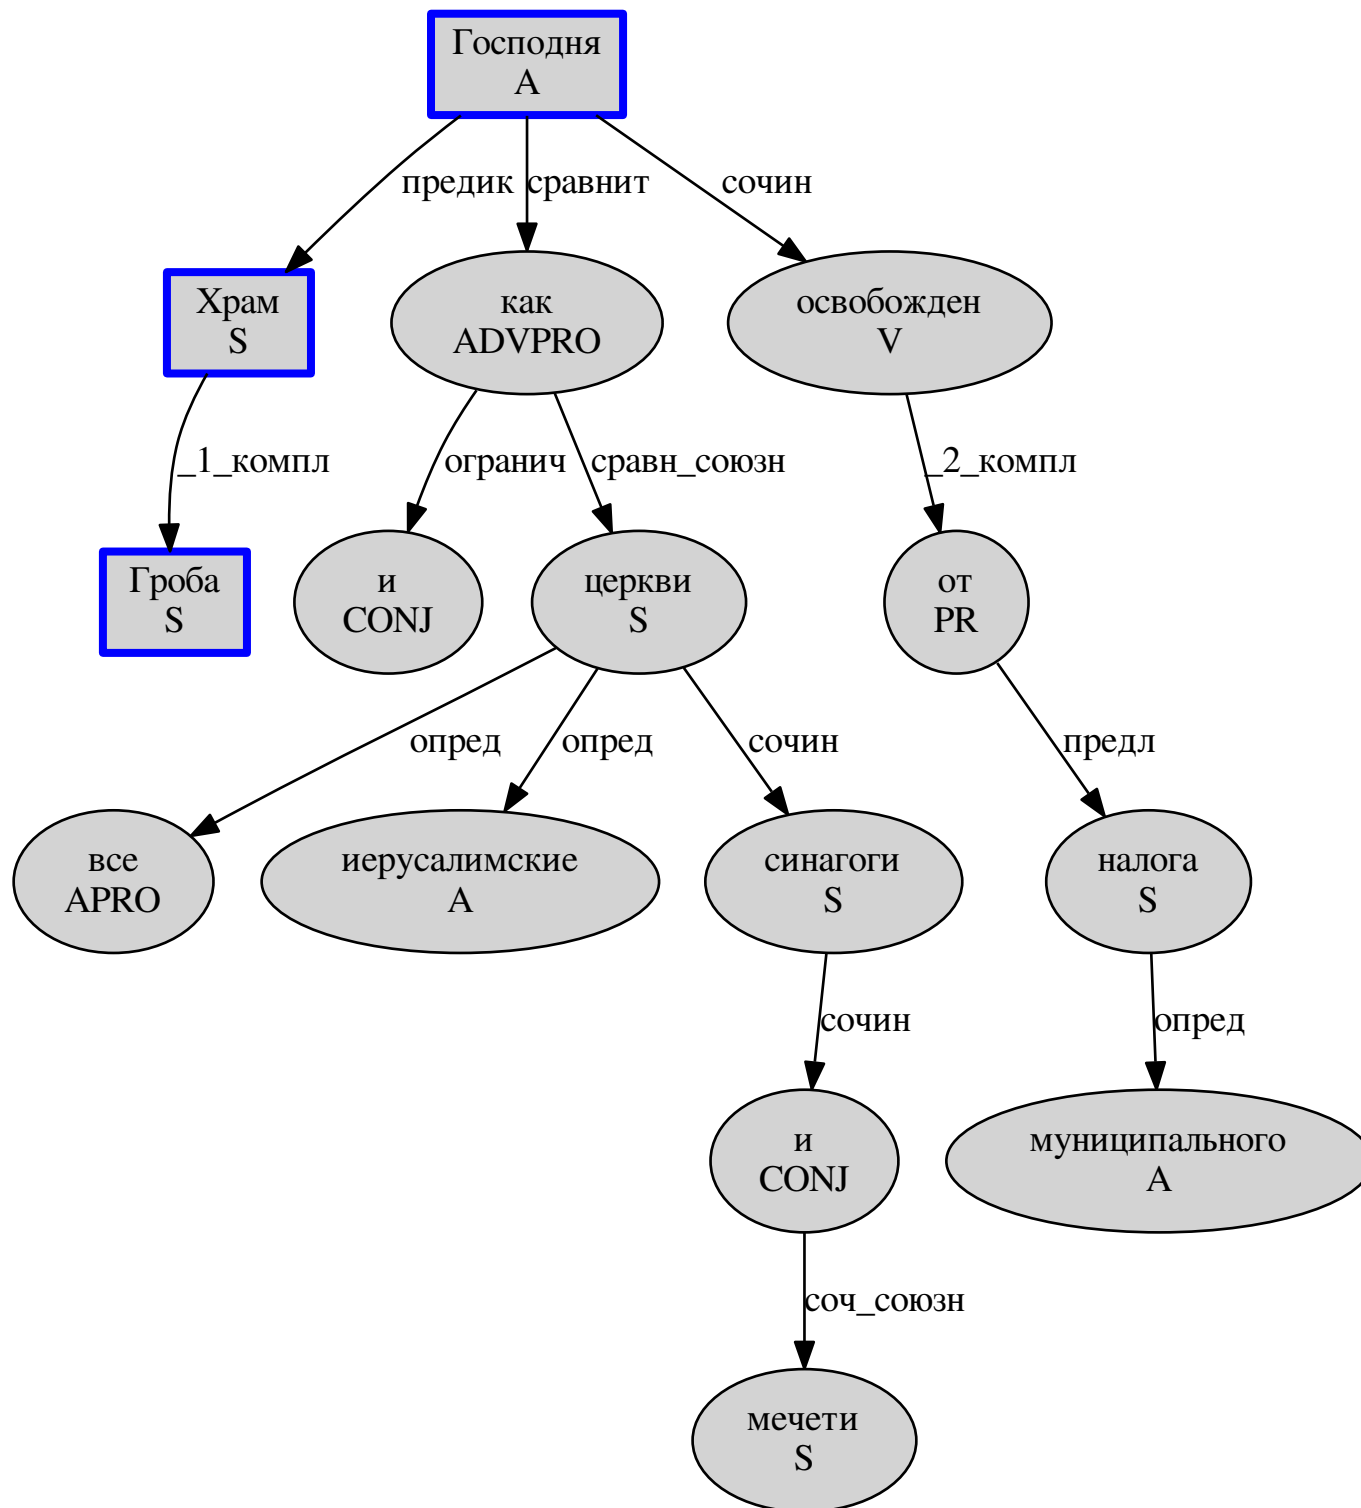 Господня
A
предик
сравнит
сочин
Храм
S
как
ADVPRO
освобожден
V
_1_компл
огранич
сравн_союзн
_2_компл
Гроба
S
и
CONJ
церкви
S
от
PR
опред
опред
сочин
предл
все
APRO
иерусалимские
A
синагоги
S
налога
S
сочин
опред
и
CONJ
муниципального
A
соч_союзн
мечети
S